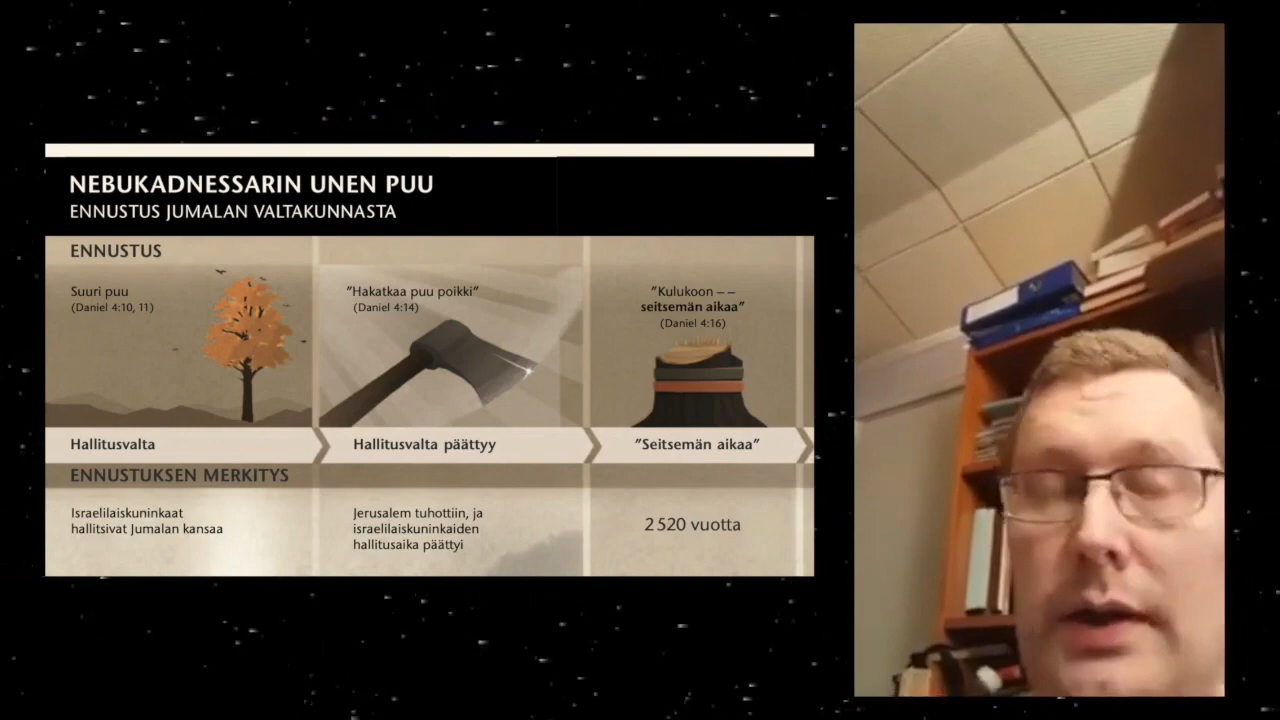 NEBUKADNESSARIN UNEN PUU
ENNUSTUS JUMALAN VALTAKUNNASTA
ENNUSTUS
Suuri puu
(Daniel 4:10, 11)
"Hakatkaa puu poikki"
(Daniel 4:14)
"Kulukoon – –
seitsemän aikaa"
(Daniel 4:16)
Hallitusvalta
Hallitusvalta päättyy
"Seitsemän aikaa"
ENNUSTUKSEN MERKITYS
Israelilaiskuninkaat
hallitsivat Jumalan kansaa
Jerusalem tuhottiin, ja
israelilaiskuninkaiden
hallitusaika päättyi
2 520 vuotta